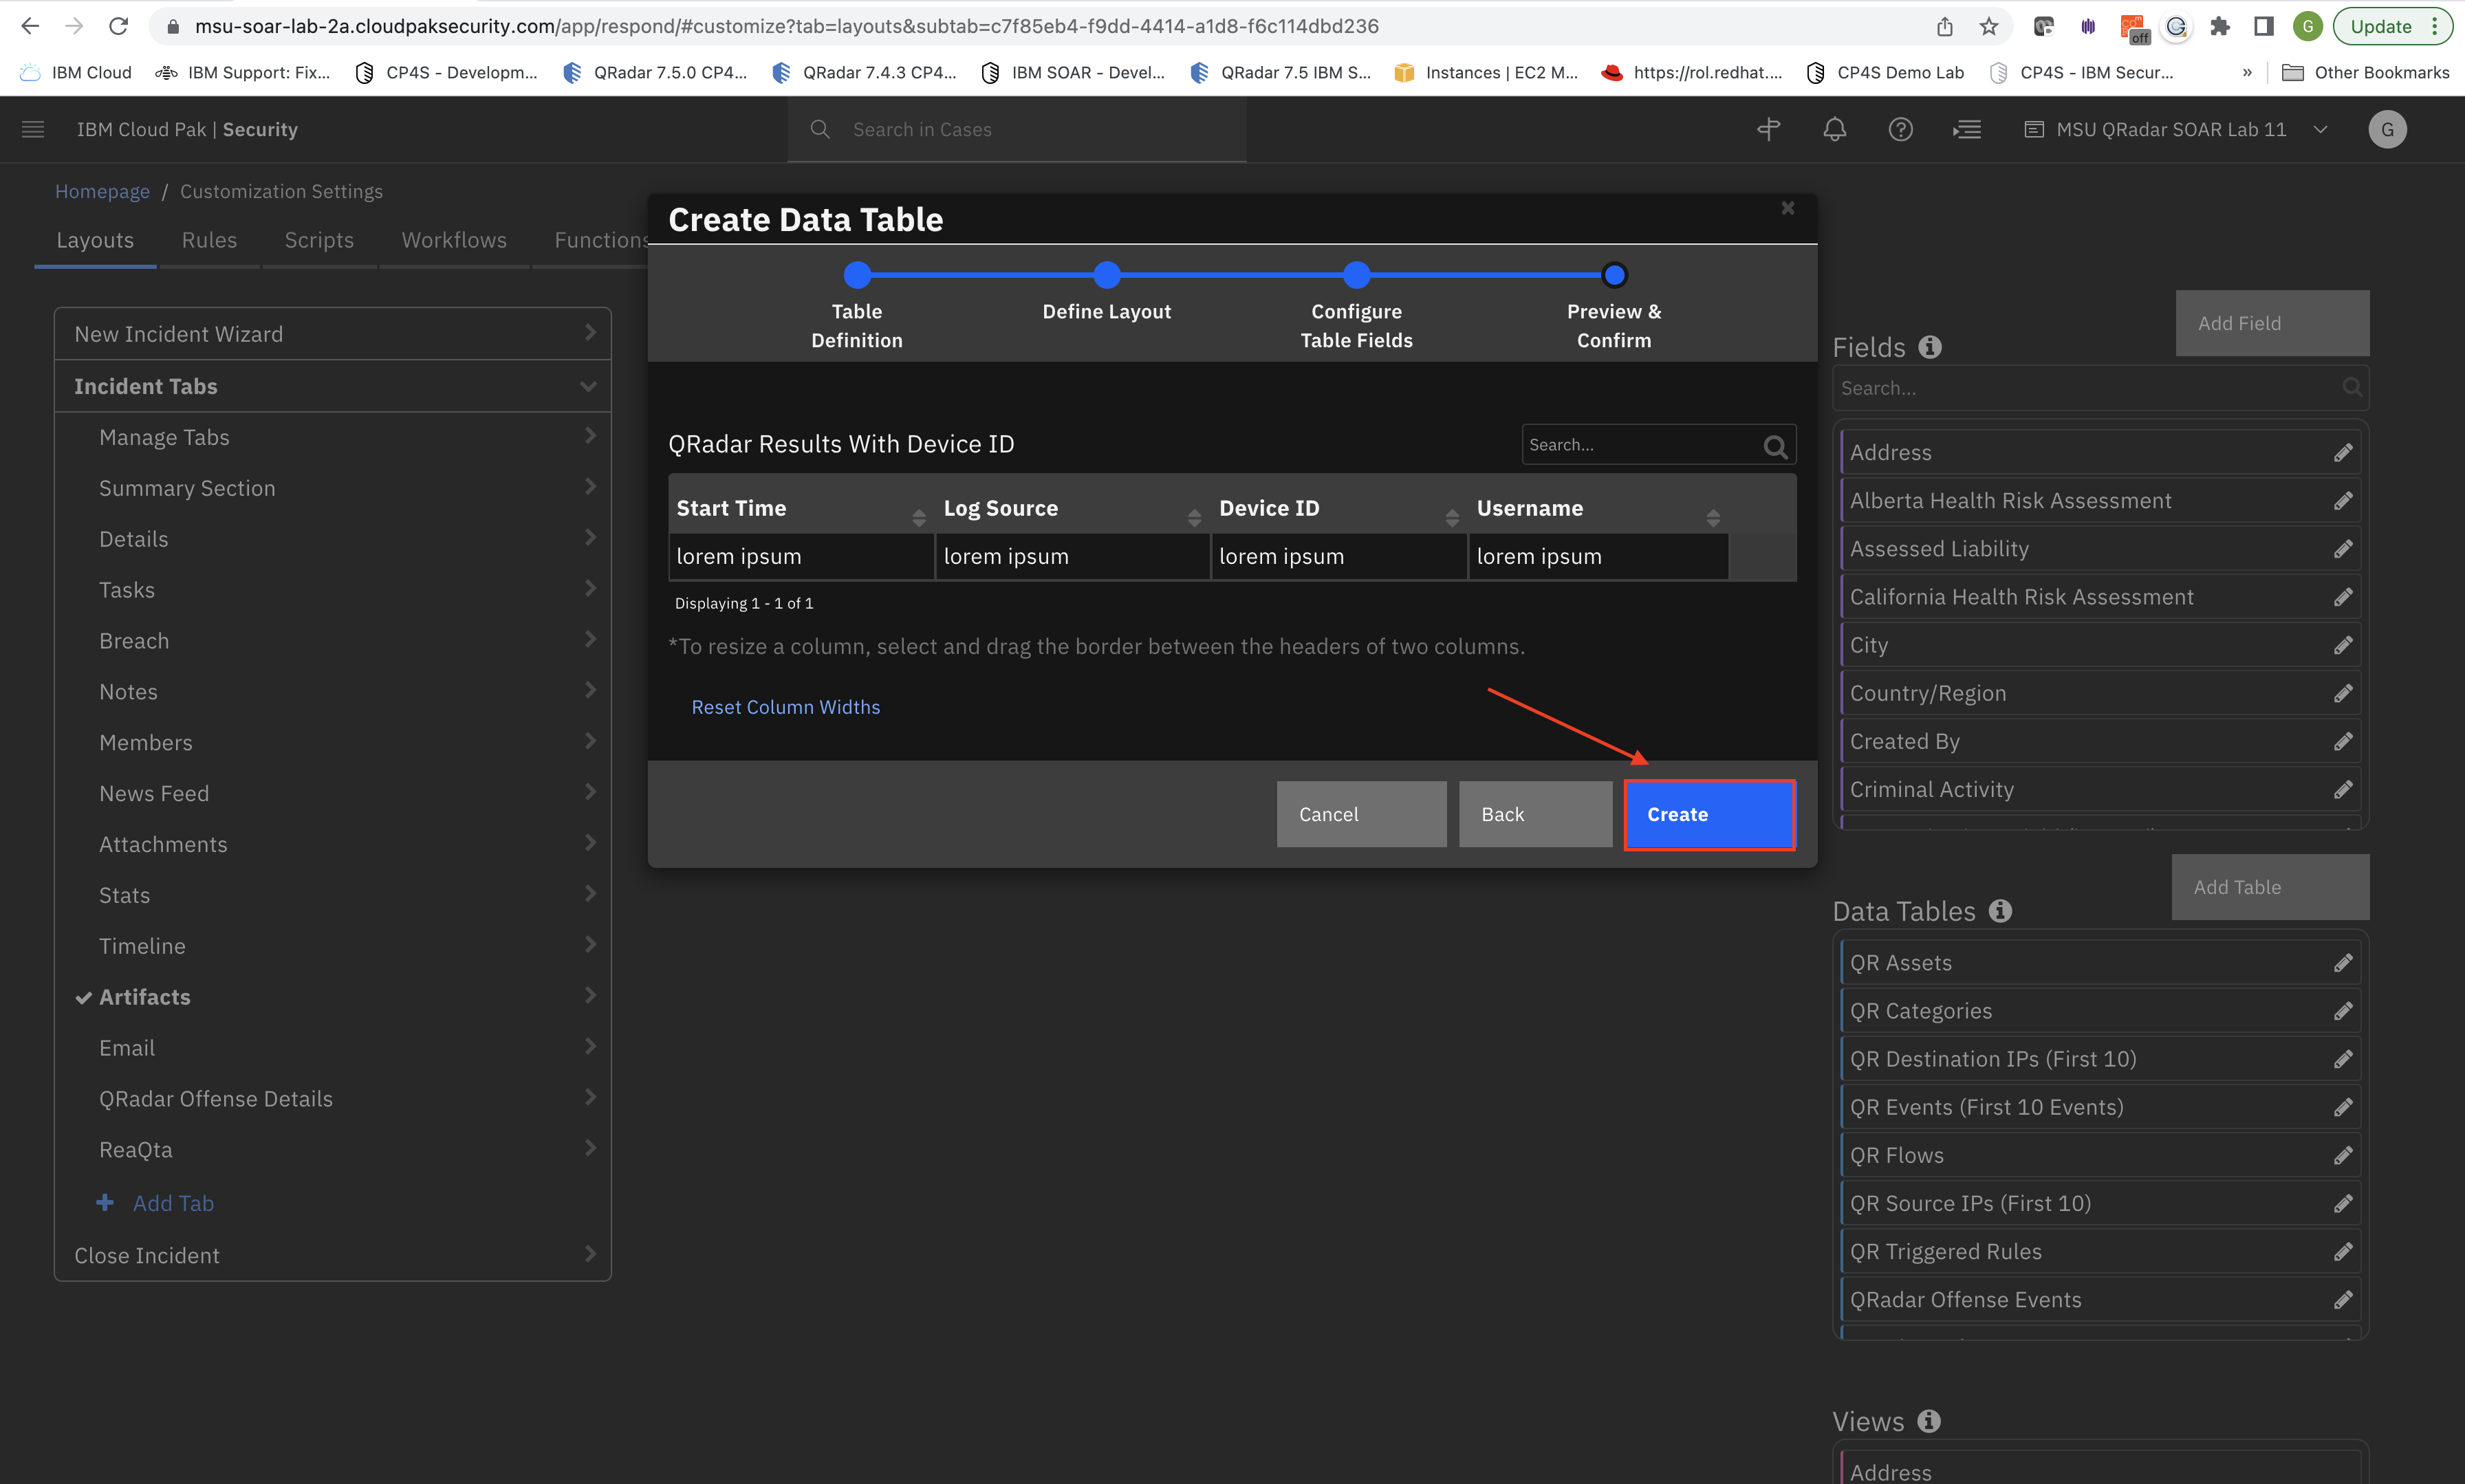 msu-soar-lab-2a.cloudpaksecurity.com/app/respond/#customize?tab=layouts&subtab=c7f85eb4-f9dd-4414-a1d8-f6c114dbd236
off
G
Update
IBM Cloud
IBM Support: Fix...
CP4S - Developm...
QRadar 7.5.0 CP4...
QRadar 7.4.3 CP4...
IBM SOAR - Devel...
QRadar 7.5 IBM S...
Instances | EC2 M...
https://rol.redhat....
CP4S Demo Lab
CP4S - IBM Secur...
»
Other Bookmarks
IBM Cloud Pak | Security
Search in Cases
MSU QRadar SOAR Lab 11
G
Homepage / Customization Settings
Layouts
Rules
Scripts
Workflows
Functions
New Incident Wizard
Incident Tabs
Manage Tabs
Summary Section
Details
Tasks
Breach
Notes
Members
News Feed
Attachments
Stats
Timeline
Artifacts
Email
QRadar Offense Details
ReaQta
Add Tab
Close Incident
Create Data Table
Table Definition
Define Layout
Configure Table Fields
Preview & Confirm
QRadar Results With Device ID
Search...
Start Time Log Source Device ID Username
lorem ipsum lorem ipsum lorem ipsum lorem ipsum
Displaying 1 - 1 of 1
*To resize a column, select and drag the border between the headers of two columns.
Reset Column Widths
Cancel
Back
Create
Add Field
Fields
Search...
Address
Alberta Health Risk Assessment
Assessed Liability
California Health Risk Assessment
City
Country/Region
Created By
Criminal Activity
Add Table
Data Tables
QR Assets
QR Categories
QR Destination IPs (First 10)
QR Events (First 10 Events)
QR Flows
QR Source IPs (First 10)
QR Triggered Rules
QRadar Offense Events
Views
Address